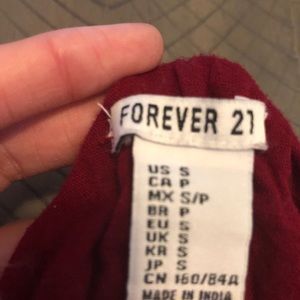 FOREVER 21
US S
CA P
MX S/P
BR P
EU S
UK S
KR S
JP S
CN 160/84A
MADE IN INDIA